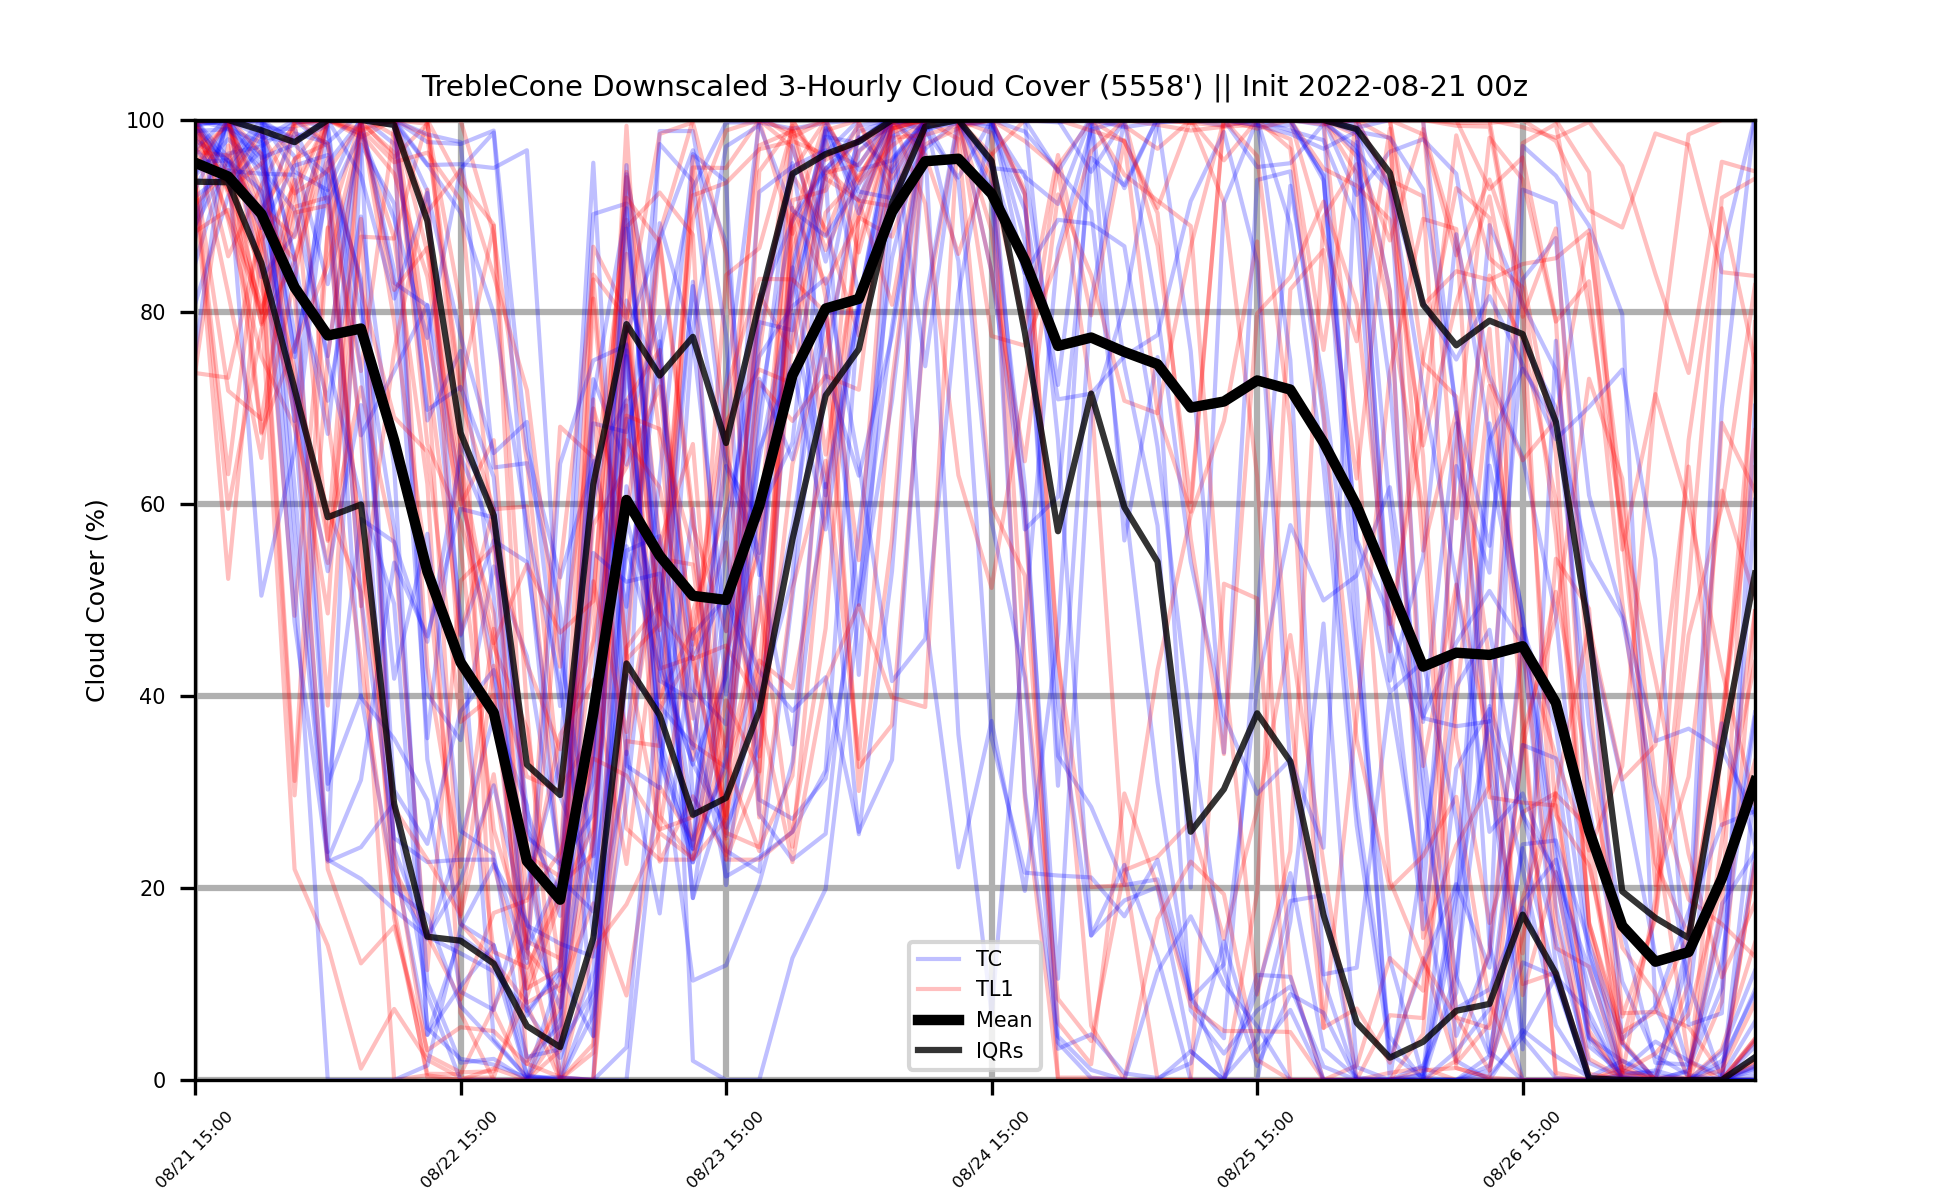 TrebleCone Downscaled 3-Hourly Cloud Cover (5558') || Init 2022-08-21 00z
Cloud Cover (%)
100
80
60
40
20
0
TC
TL1
Mean
IQRs
08/21 15:00
08/22 15:00
08/23 15:00
08/24 15:00
08/25 15:00
08/26 15:00